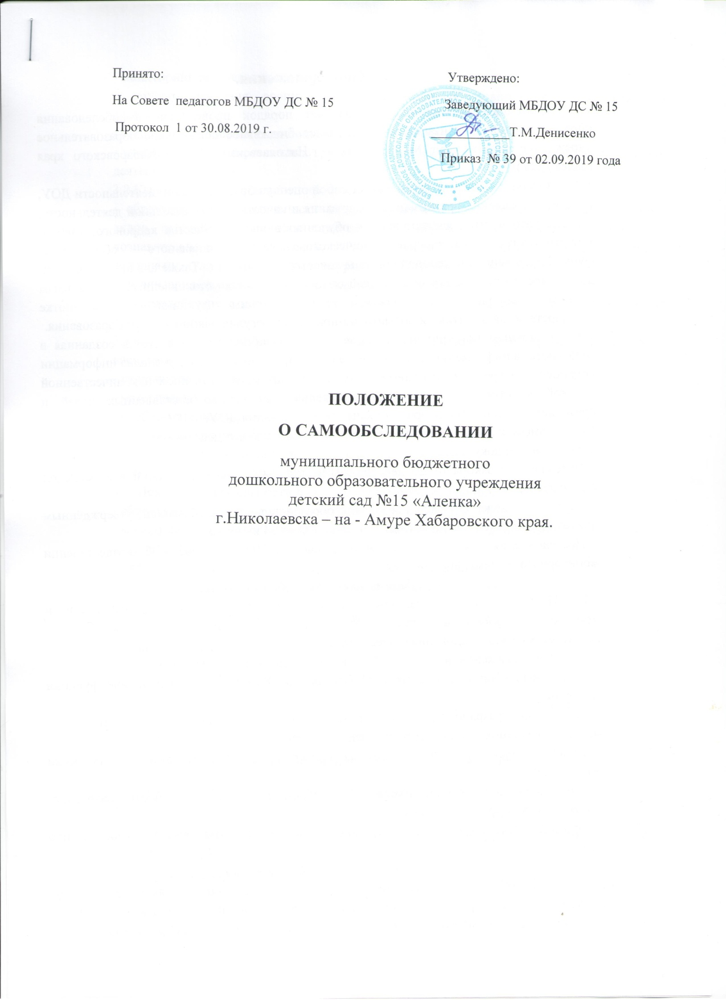 Принято:
На Совете педагогов МБДОУ ДС № 15
Протокол 1 от 30.08.2019 г.
Утверждено:
Заведующий МБДОУ ДС № 15
____________Т.М.Денисенко
Приказ № 39 от 02.09.2019 года
ПОЛОЖЕНИЕ
О САМООБСЛЕДОВАНИИ
муниципального бюджетного
дошкольного образовательного учреждения
детский сад №15 «Аленка»
г.Николаевска – на - Амуре Хабаровского края.